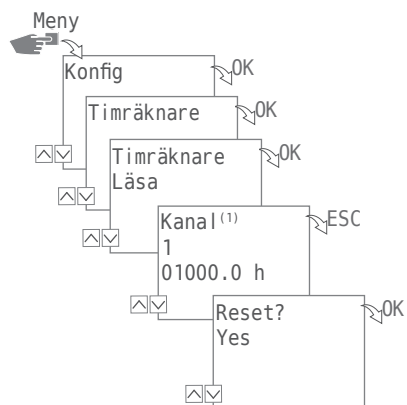 Meny
Konfig
OK
Timräknare
OK
Timräknare
Läsa
OK
Kanal(1)
1
01000.0 h
ESC
Reset?
Yes
OK